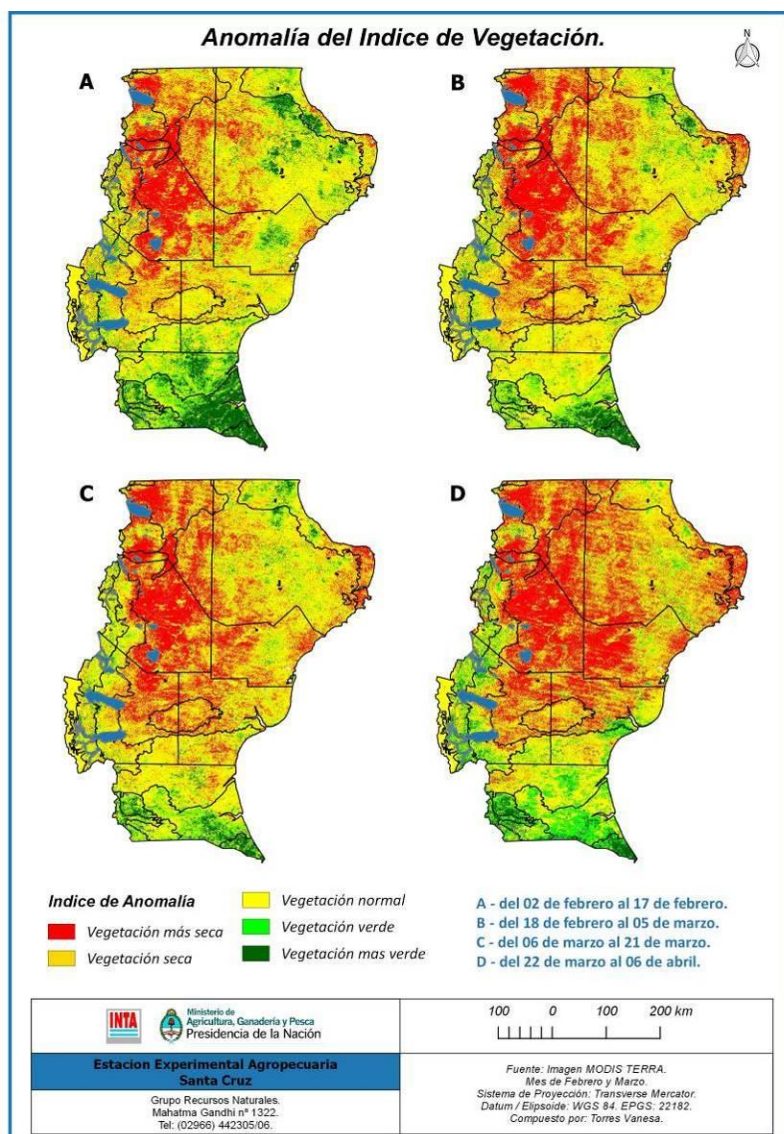 Anomalía del Indice de Vegetación.
N
A
B
C
D
Indice de Anomalía
Vegetación más seca
Vegetación seca
Vegetación normal
Vegetación verde
Vegetación mas verde
A - del 02 de febrero al 17 de febrero.
B - del 18 de febrero al 05 de marzo.
C - del 06 de marzo al 21 de marzo.
D - del 22 de marzo al 06 de abril.
INTA
Ministerio de
Agricultura, Ganadería y Pesca
Presidencia de la Nación
100 0 100 200 km
Estacion Experimental Agropecuaria
Santa Cruz
Grupo Recursos Naturales.
Mahatma Gandhi nº 1322.
Tel: (02966) 442305/06.
Fuente: Imagen MODIS TERRA.
Mes de Febrero y Marzo.
Sistema de Proyección: Transverse Mercator.
Datum / Elipsoide: WGS 84. EPGS: 22182.
Compuesto por: Torres Vanesa.